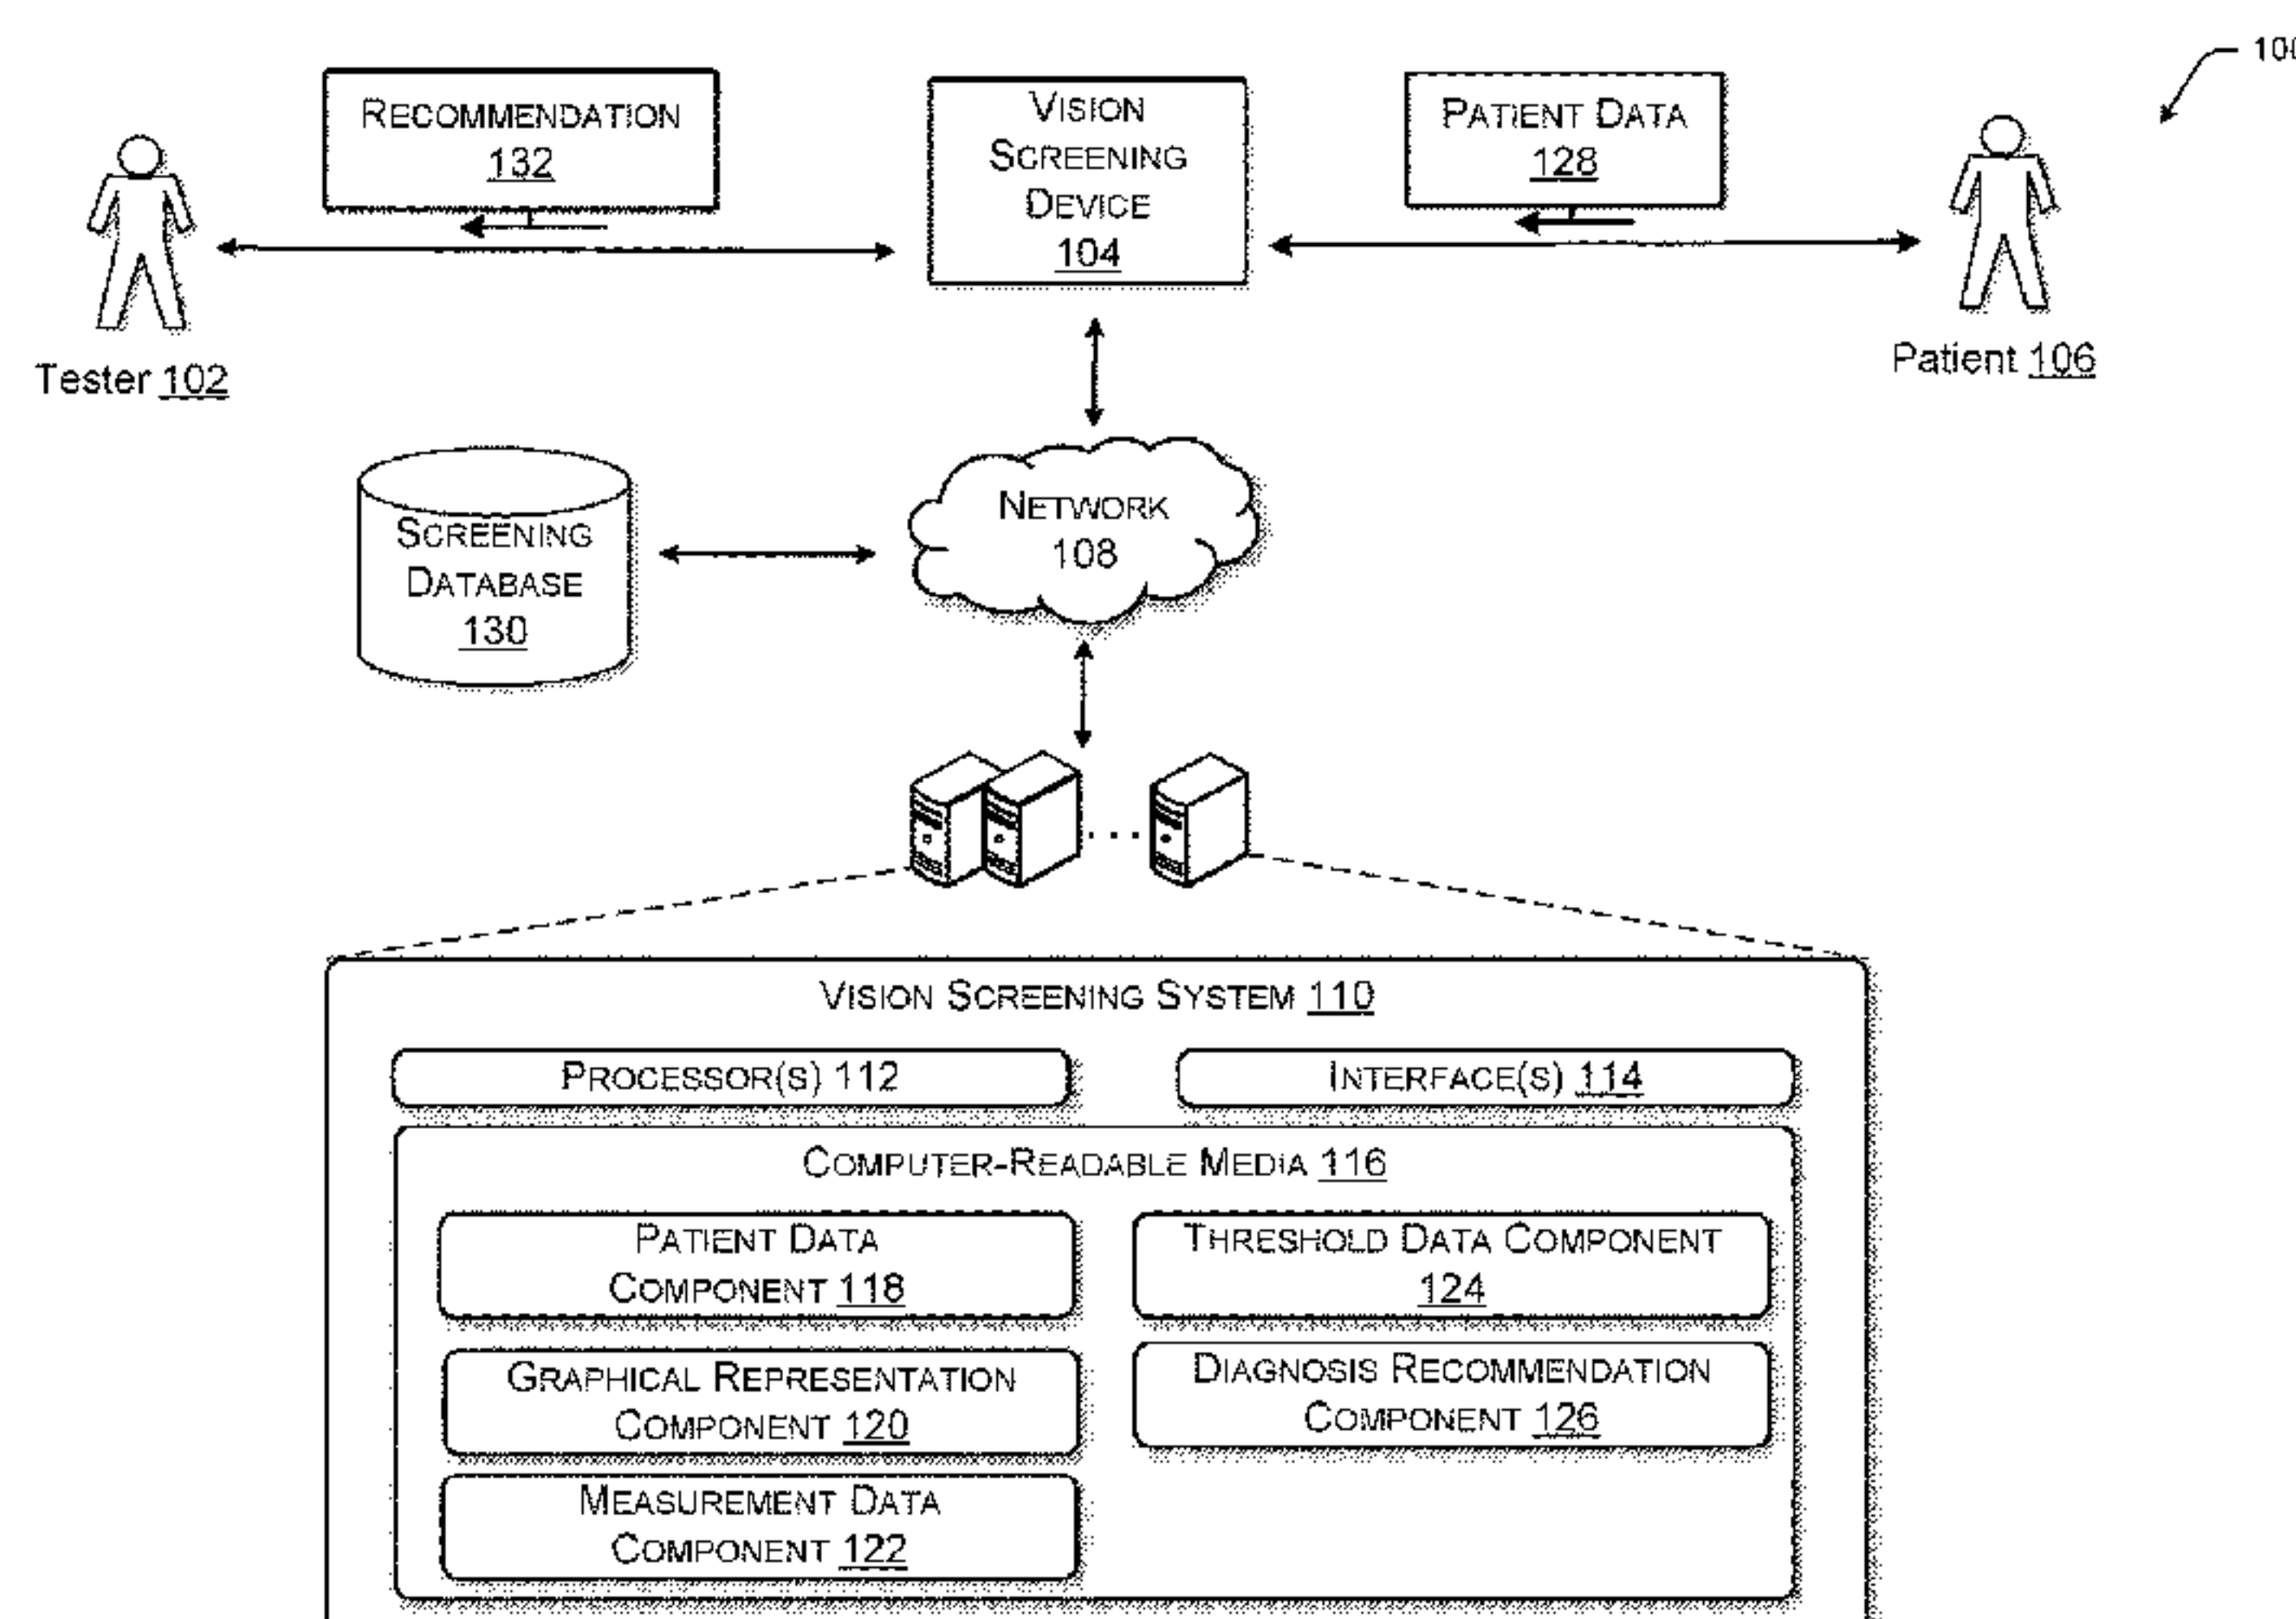 RECOMMENDATION
132
VISION
SCREENING
DEVICE
104
PATIENT DATA
128
Tester 102
Patient 106
SCREENING
DATABASE
130
NETWORK
108
VISION SCREENING SYSTEM 110
PROCESSOR(S) 112
INTERFACE(S) 114
COMPUTER-READABLE MEDIA 116
PATIENT DATA
COMPONENT 118
THRESHOLD DATA COMPONENT
124
GRAPHICAL REPRESENTATION
COMPONENT 120
DIAGNOSIS RECOMMENDATION
COMPONENT 126
MEASUREMENT DATA
COMPONENT 122